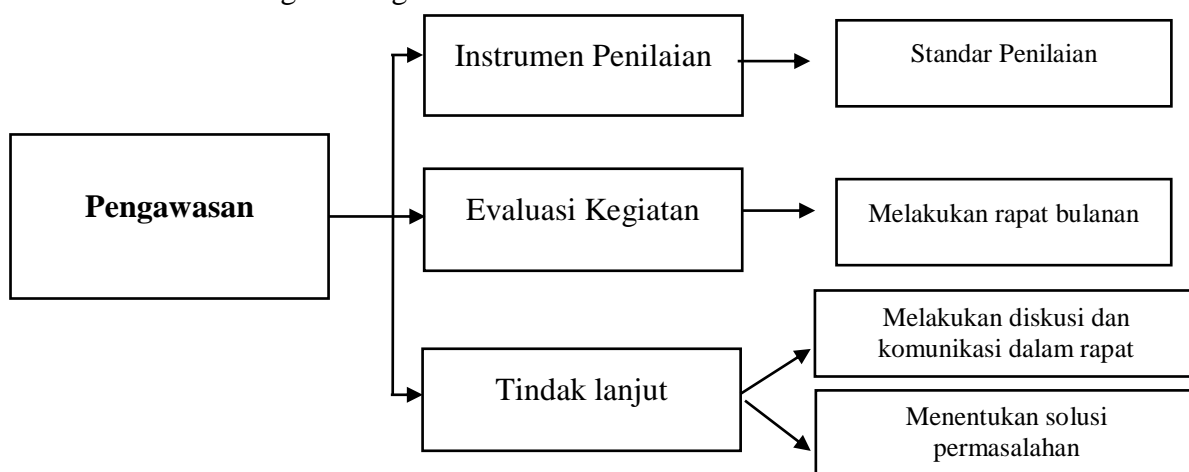 Instrumen Penilaian
Standar Penilaian
Pengawasan
Evaluasi Kegiatan
Melakukan rapat bulanan
Tindak lanjut
Melakukan diskusi dan
komunikasi dalam rapat
Menentukan solusi
permasalahan